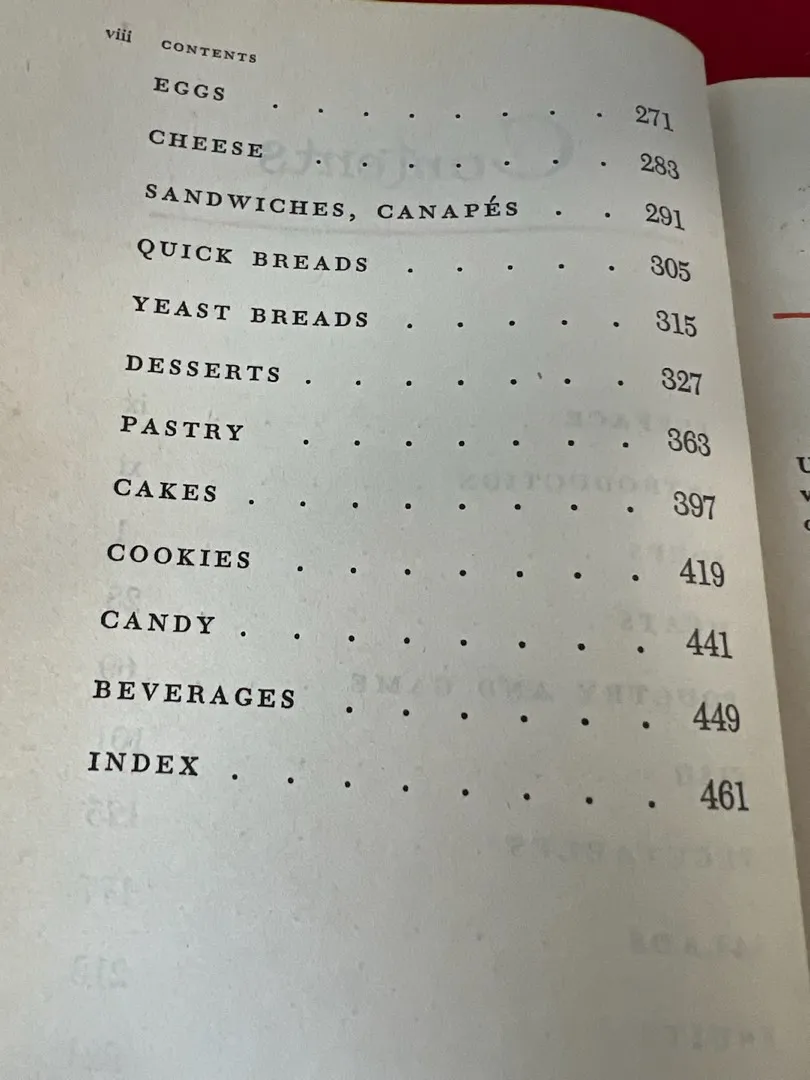 viii CONTENTS
EGGS . . . . . . . . 271
CHEESE . . . . . . . 283
SANDWICHES, CANAPÉS . . 291
QUICK BREADS . . . . . 305
YEAST BREADS . . . . . 315
DESSERTS . . . . . . . 327
PASTRY . . . . . . . 363
CAKES . . . . . . . . 397
COOKIES . . . . . . . 419
CANDY . . . . . . . . 441
BEVERAGES . . . . . . 449
INDEX . . . . . . . . 461